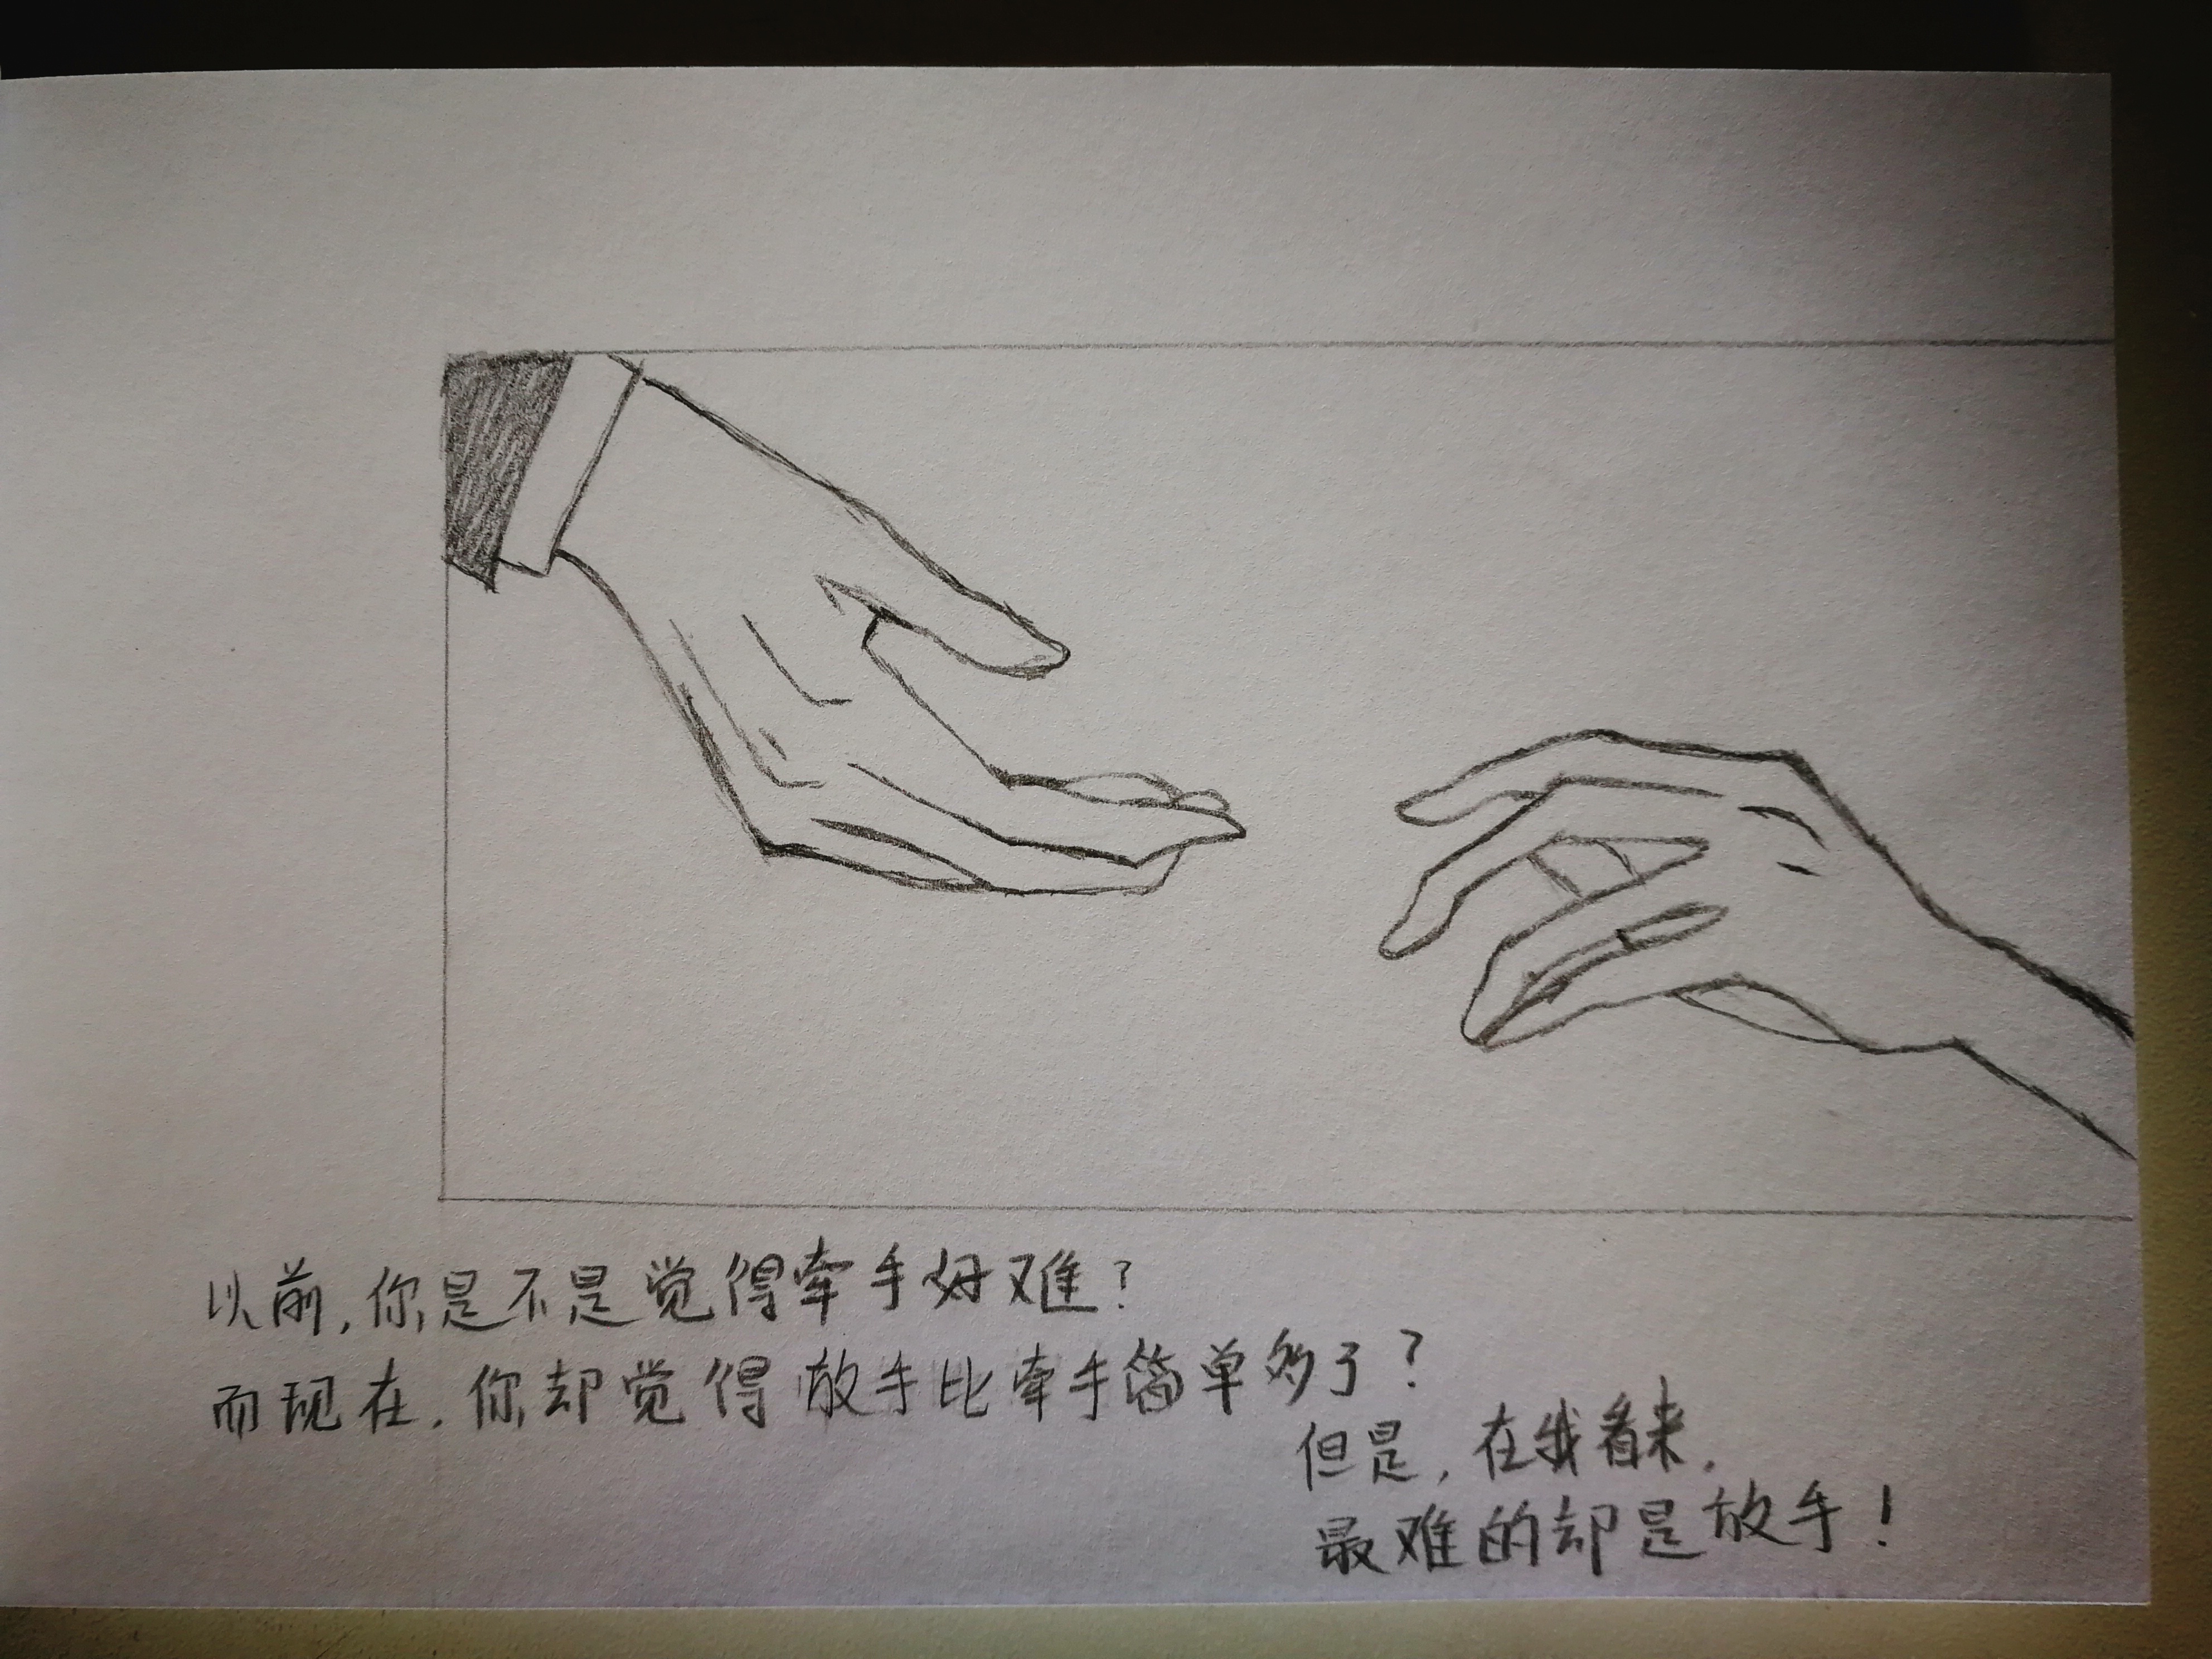 以前,你是不是觉得牵手好难?
而现在,你却觉得放手比牵手简单多了?
但是,在我看来,
最难的却是放手!